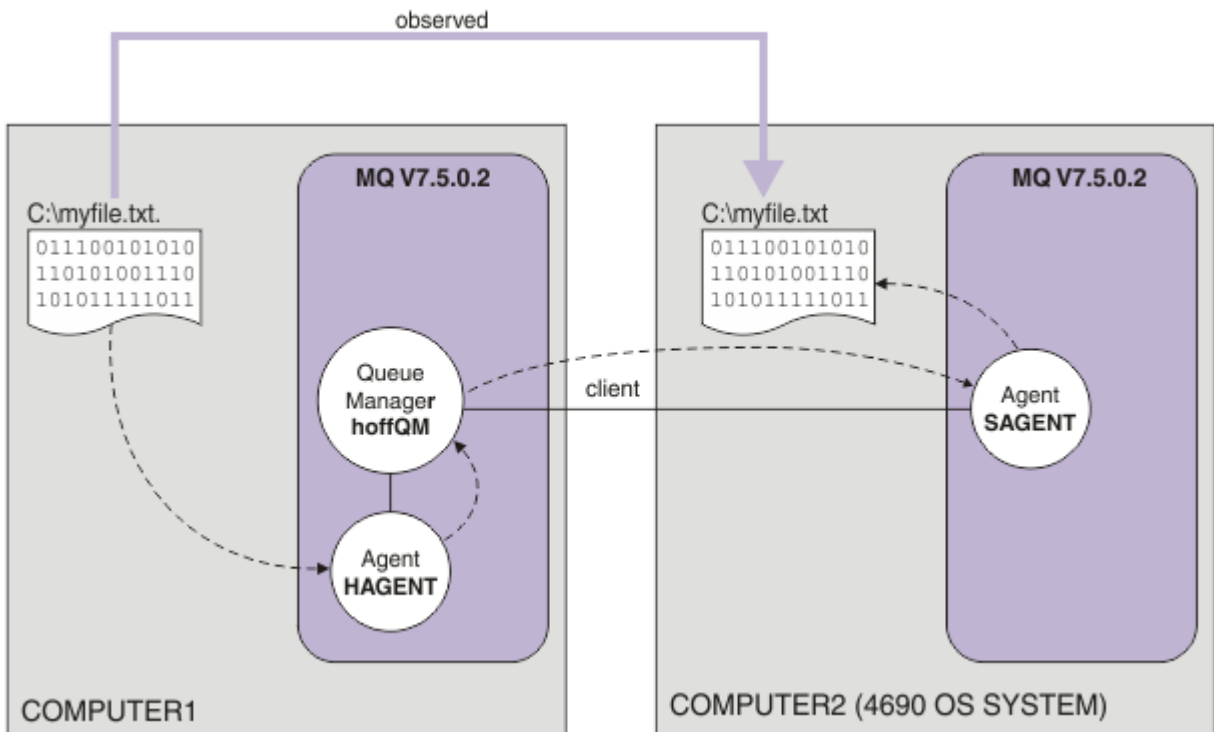 observed
MQ V7.5.0.2
C:\myfile.txt.
011100101010
110101001110
101011111011
Queue
Manager
hoffQM
Agent
HAGENT
COMPUTER1
client
MQ V7.5.0.2
C:\myfile.txt
011100101010
110101001110
101011111011
Agent
SAGENT
COMPUTER2 (4690 OS SYSTEM)